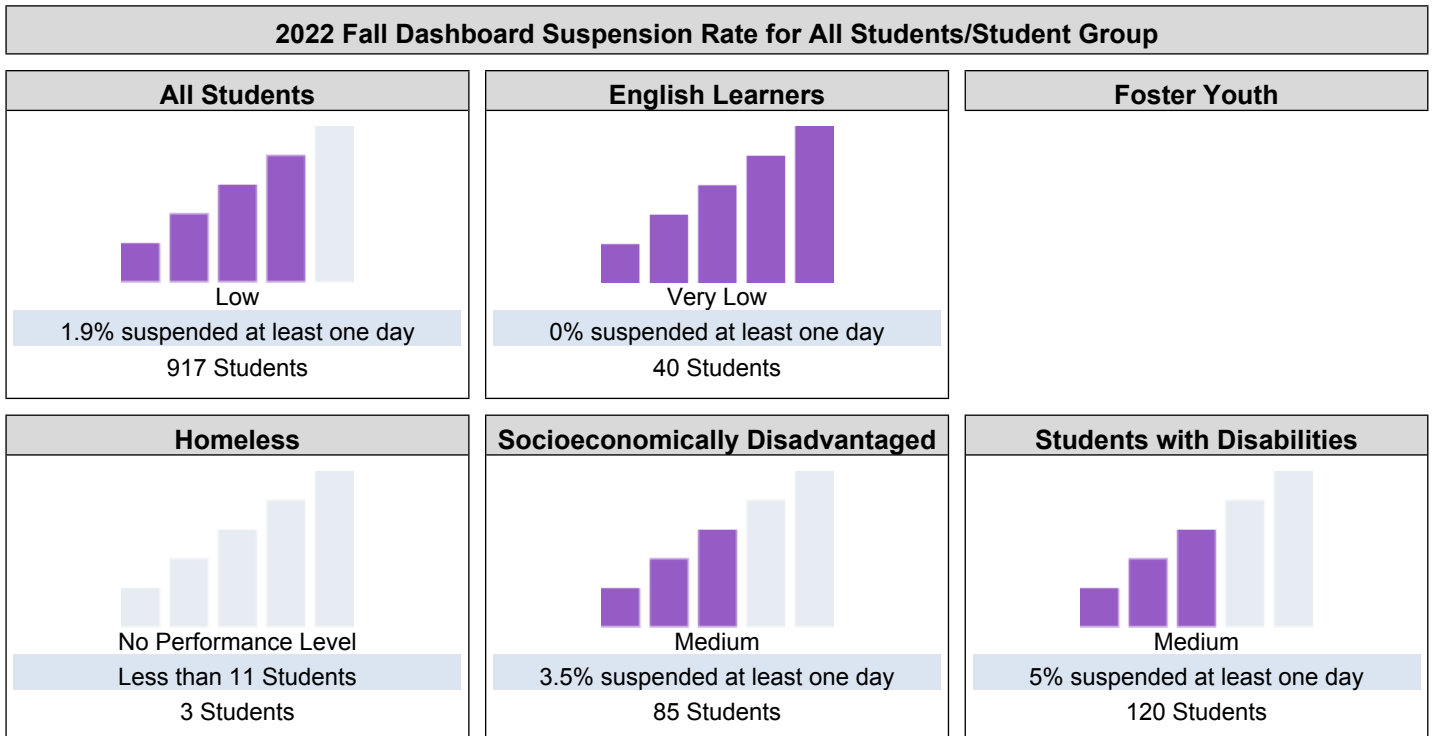 2022 Fall Dashboard Suspension Rate for All Students/Student Group
All Students
Low
1.9% suspended at least one day
917 Students
English Learners
Very Low
0% suspended at least one day
40 Students
Foster Youth
Homeless
No Performance Level
Less than 11 Students
3 Students
Socioeconomically Disadvantaged
Medium
3.5% suspended at least one day
85 Students
Students with Disabilities
Medium
5% suspended at least one day
120 Students